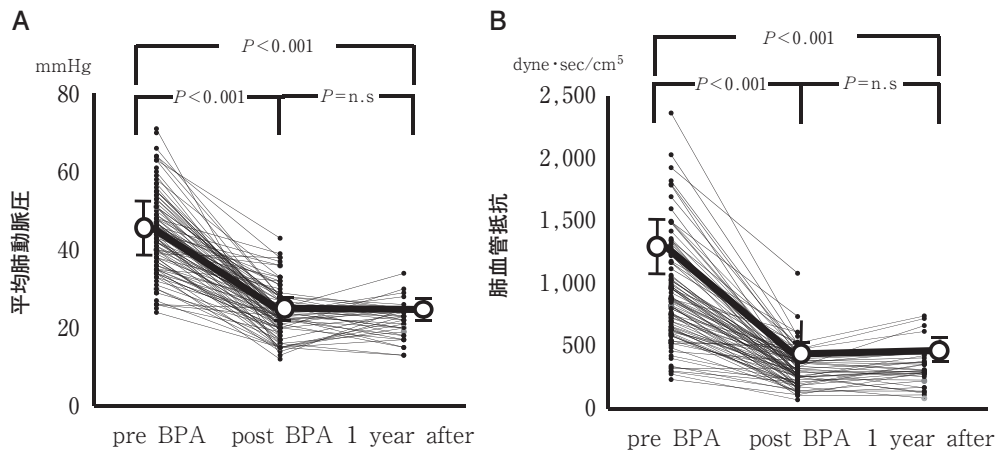 A
P<0.001
mmHg
P<0.001
P=n.s
80
60
40
20
0
平均肺動脈圧
pre BPA
post BPA
1 year after
B
P<0.001
dyne・sec/cm⁵
P<0.001
P=n.s
2,500
2,000
1,500
1,000
500
0
肺血管抵抗
pre BPA
post BPA
1 year after